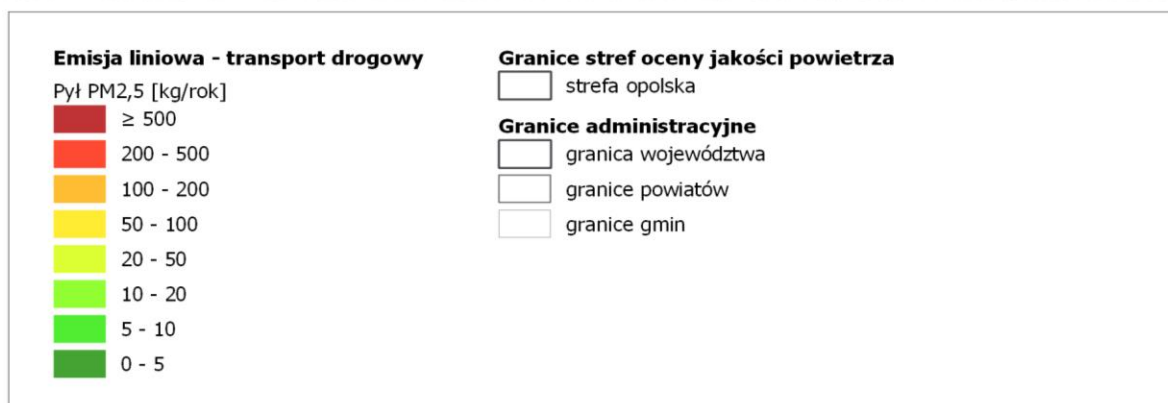 Emisja liniowa - transport drogowy
Pył PM2,5 [kg/rok]
≥ 500
200 - 500
100 - 200
50 - 100
20 - 50
10 - 20
5 - 10
0 - 5
Granice stref oceny jakości powietrza
strefa opolska
Granice administracyjne
granica województwa
granice powiatów
granice gmin